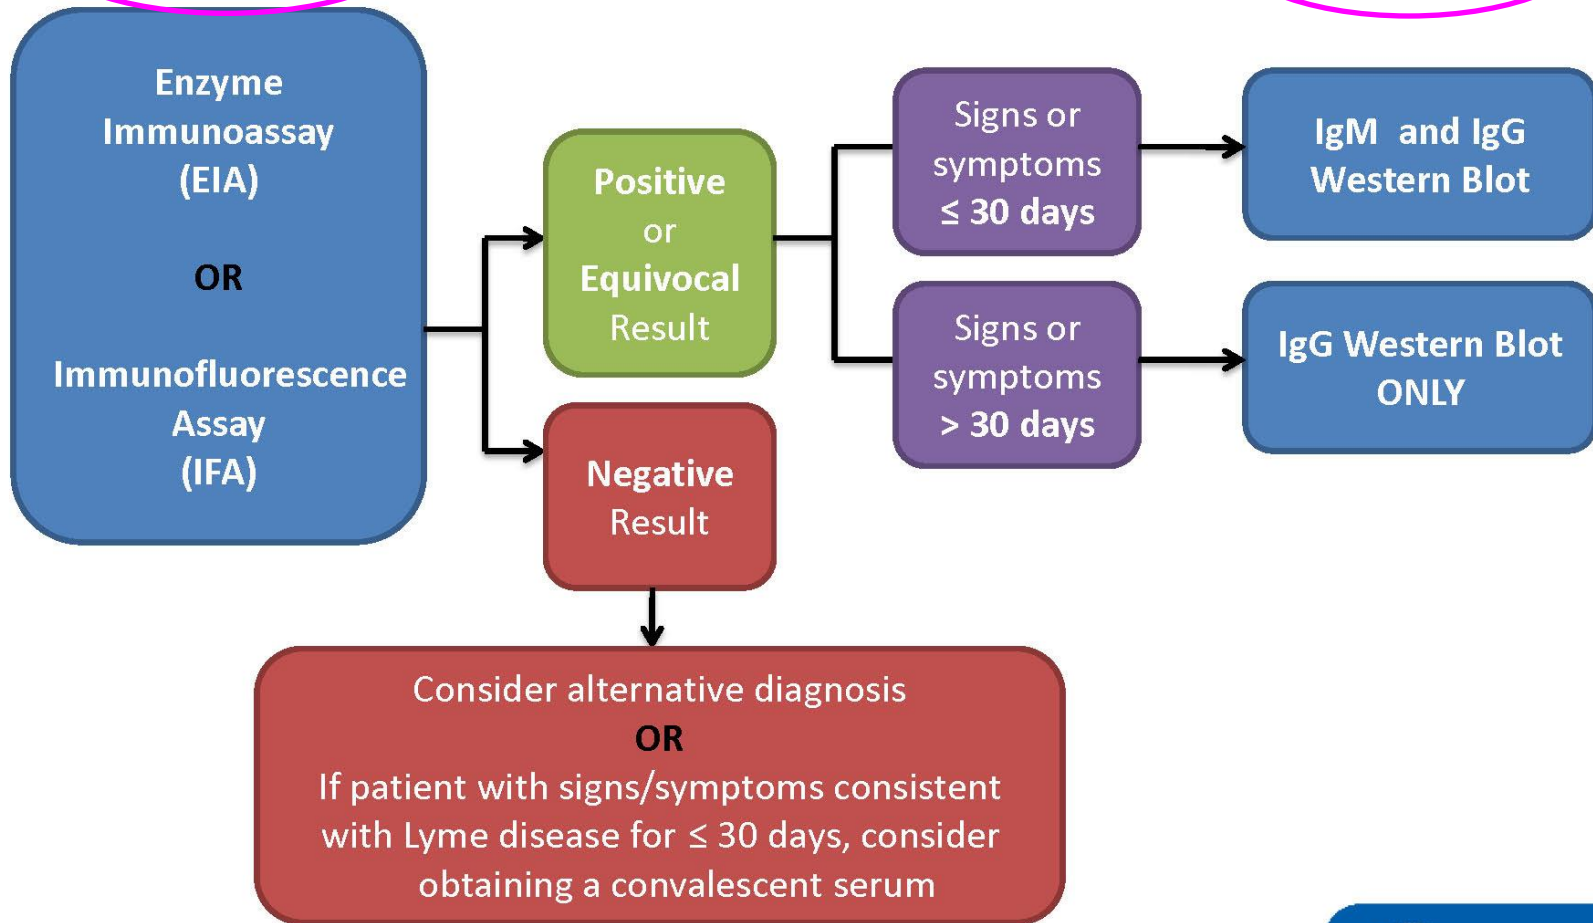 Enzyme
Immunoassay
(EIA)
OR
Immunofluorescence
Assay
(IFA)
Positive
or
Equivocal
Result
Negative
Result
Signs or
symptoms
≤ 30 days
Signs or
symptoms
> 30 days
IgM and IgG
Western Blot
IgG Western Blot
ONLY
Consider alternative diagnosis
OR
If patient with signs/symptoms consistent
with Lyme disease for ≤ 30 days, consider
obtaining a convalescent serum